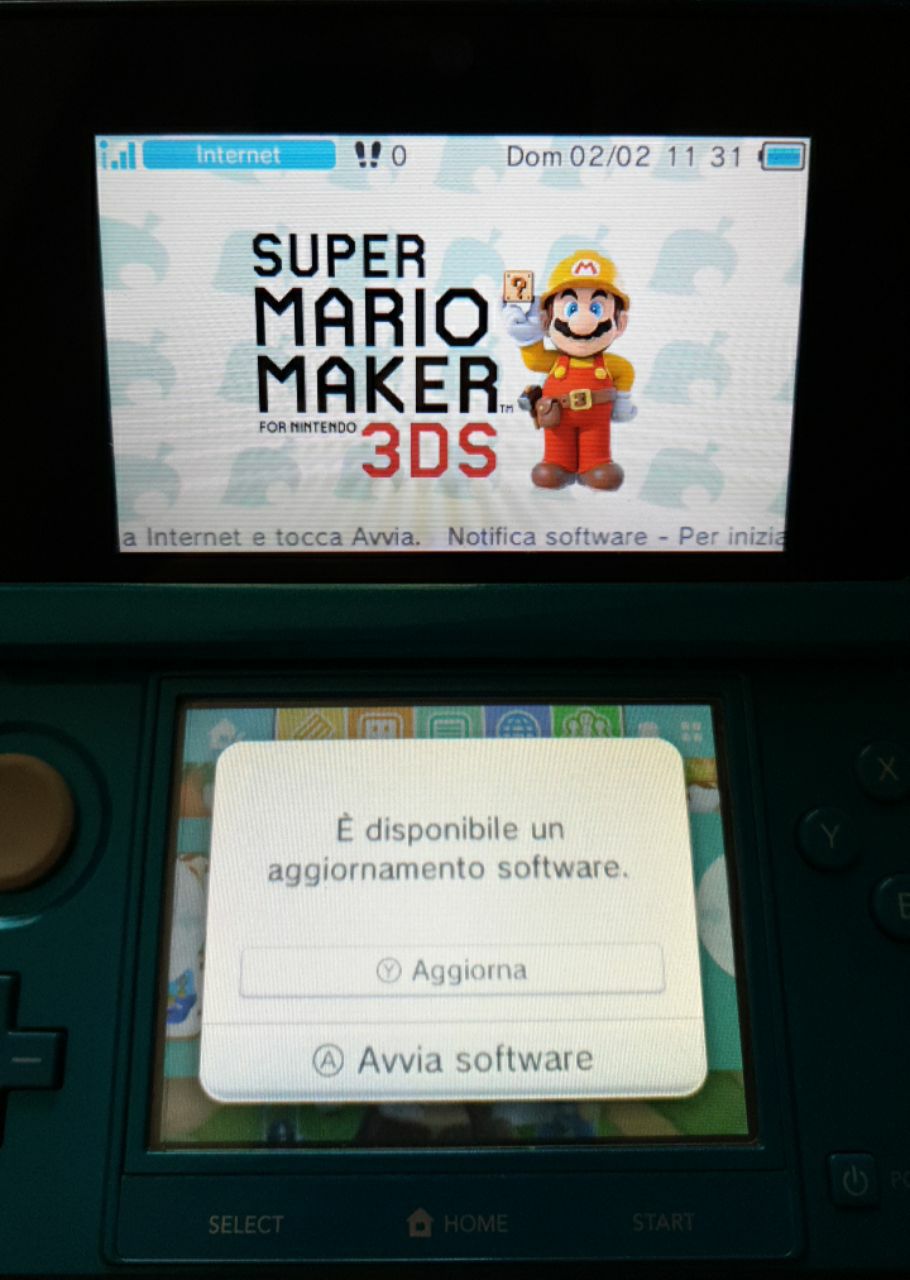 Internet 0 Dom 02/02 11 31
SUPER
MARIO
MAKER™
FOR NINTENDO 3DS
a Internet e tocca Avvia. Notifica software - Per inizia
È disponibile un
aggiornamento software.
Y Aggiorna
A Avvia software
X
Y
SELECT HOME START